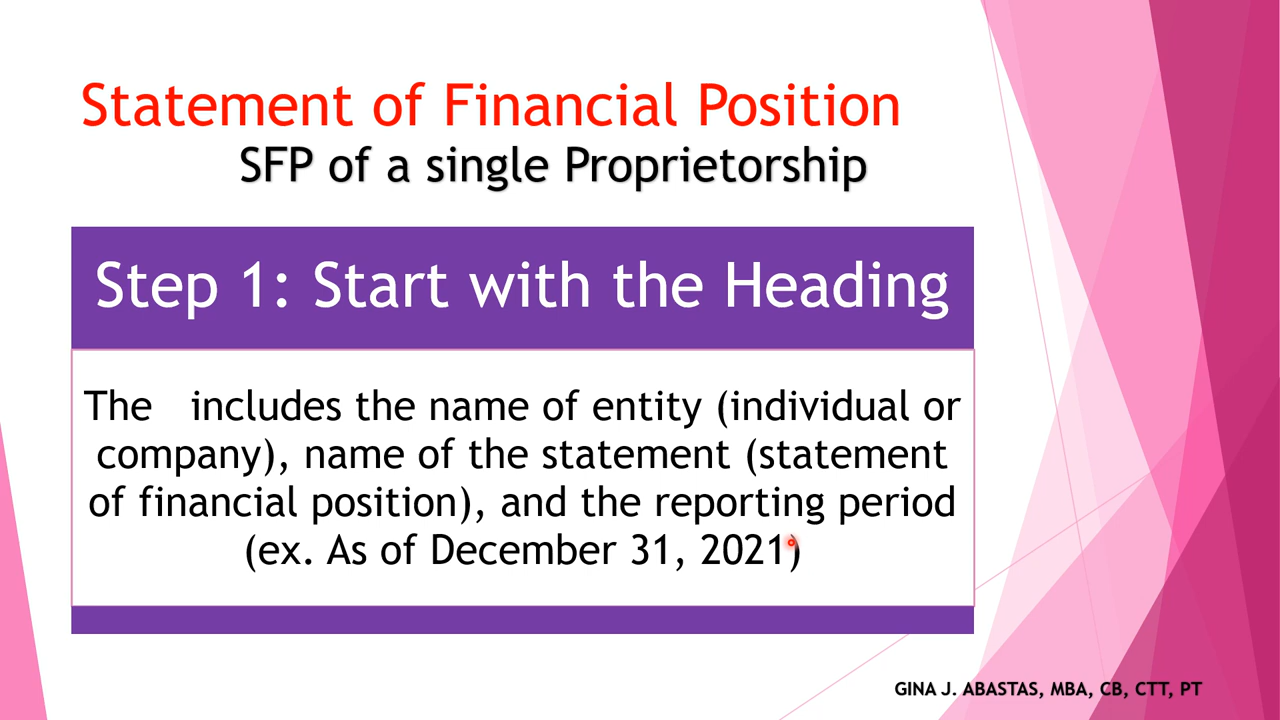 Statement of Financial Position
SFP of a single Proprietorship
Step 1: Start with the Heading
The includes the name of entity (individual or
company), name of the statement (statement
of financial position), and the reporting period
(ex. As of December 31, 2021)
GINA J. ABASTAS, MBA, CB, CTT, PT